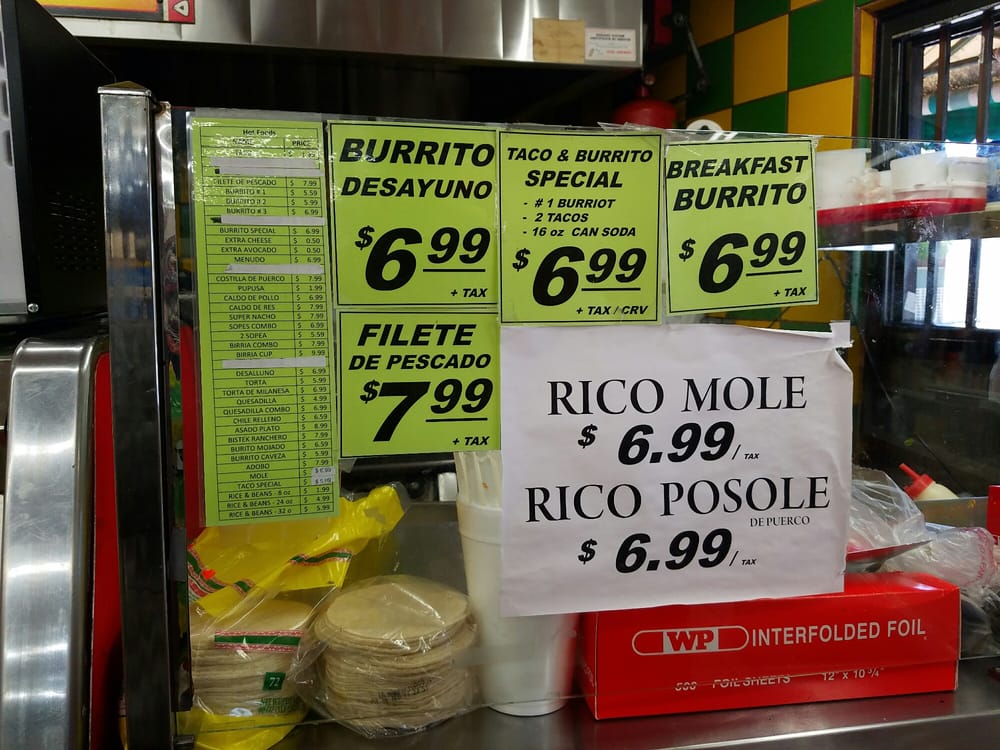 Hot Foods
NAME PRICE
FILETE DE PESCADO $ 7.99
BURRITO # 1 $ 5.59
BURRITO # 2 $ 5.99
BURRITO # 3 $ 6.99
BURRITO SPECIAL $ 6.99
EXTRA CHEESE $ 0.50
EXTRA AVOCADO $ 0.50
MENUDO $ 6.99
COSTILLA DE PUERCO $ 7.99
PUPUSA $ 1.99
CALDO DE POLLO $ 6.99
CALDO DE RES $ 7.99
SUPER NACHO $ 7.99
SOPES COMBO $ 6.99
2 SOPEA $ 5.59
BIRRIA COMBO $ 7.99
BIRRIA CUP $ 9.99
DESALLUNO $ 6.99
TORTA $ 5.99
TORTA DE MILANESA $ 6.99
QUESADILLA $ 4.99
QUESADILLA COMBO $ 6.99
CHILE RELLENO $ 6.59
ASADO PLATO $ 8.99
BISTEK RANCHERO $ 7.99
BURITO MOJADO $ 6.59
BURRITO CAVEZA $ 5.99
ADOBO $ 7.99
MOLE $ 6.99
TACO SPECIAL $ 5.99
RICE & BEANS - 8 oz $ 1.99
RICE & BEANS - 24 oz $ 4.99
RICE & BEANS - 32 o $ 5.99
BURRITO
DESAYUNO
$6.99
+ TAX
TACO & BURRITO
SPECIAL
- # 1 BURRIOT
- 2 TACOS
- 16 oz CAN SODA
$6.99
+ TAX / CRV
BREAKFAST
BURRITO
$6.99
+ TAX
FILETE
DE PESCADO
$7.99
+ TAX
RICO MOLE
$ 6.99/ TAX
RICO POSOLE
DE PUERCO
$ 6.99/ TAX
72
WP INTERFOLDED FOIL
500 FOIL SHEETS 12" x 10 3/4"